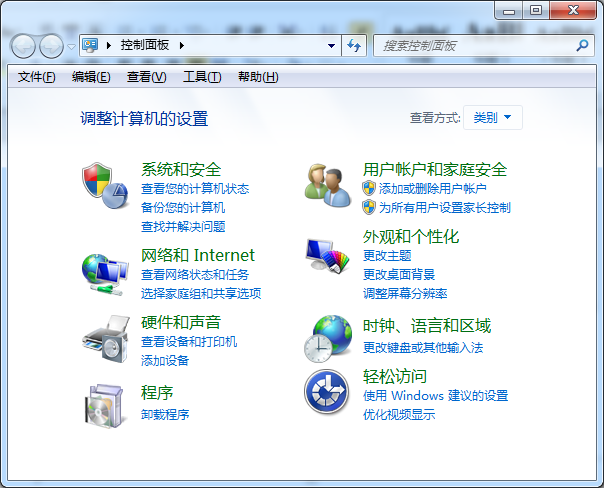 控制面板
搜索控制面板
文件(F) 编辑(E) 查看(V) 工具(T) 帮助(H)
调整计算机的设置
查看方式: 类别
系统和安全
查看您的计算机状态
备份您的计算机
查找并解决问题
网络和 Internet
查看网络状态和任务
选择家庭组和共享选项
硬件和声音
查看设备和打印机
添加设备
程序
卸载程序
用户帐户和家庭安全
添加或删除用户帐户
为所有用户设置家长控制
外观和个性化
更改主题
更改桌面背景
调整屏幕分辨率
时钟、语言和区域
更改键盘或其他输入法
轻松访问
使用 Windows 建议的设置
优化视频显示